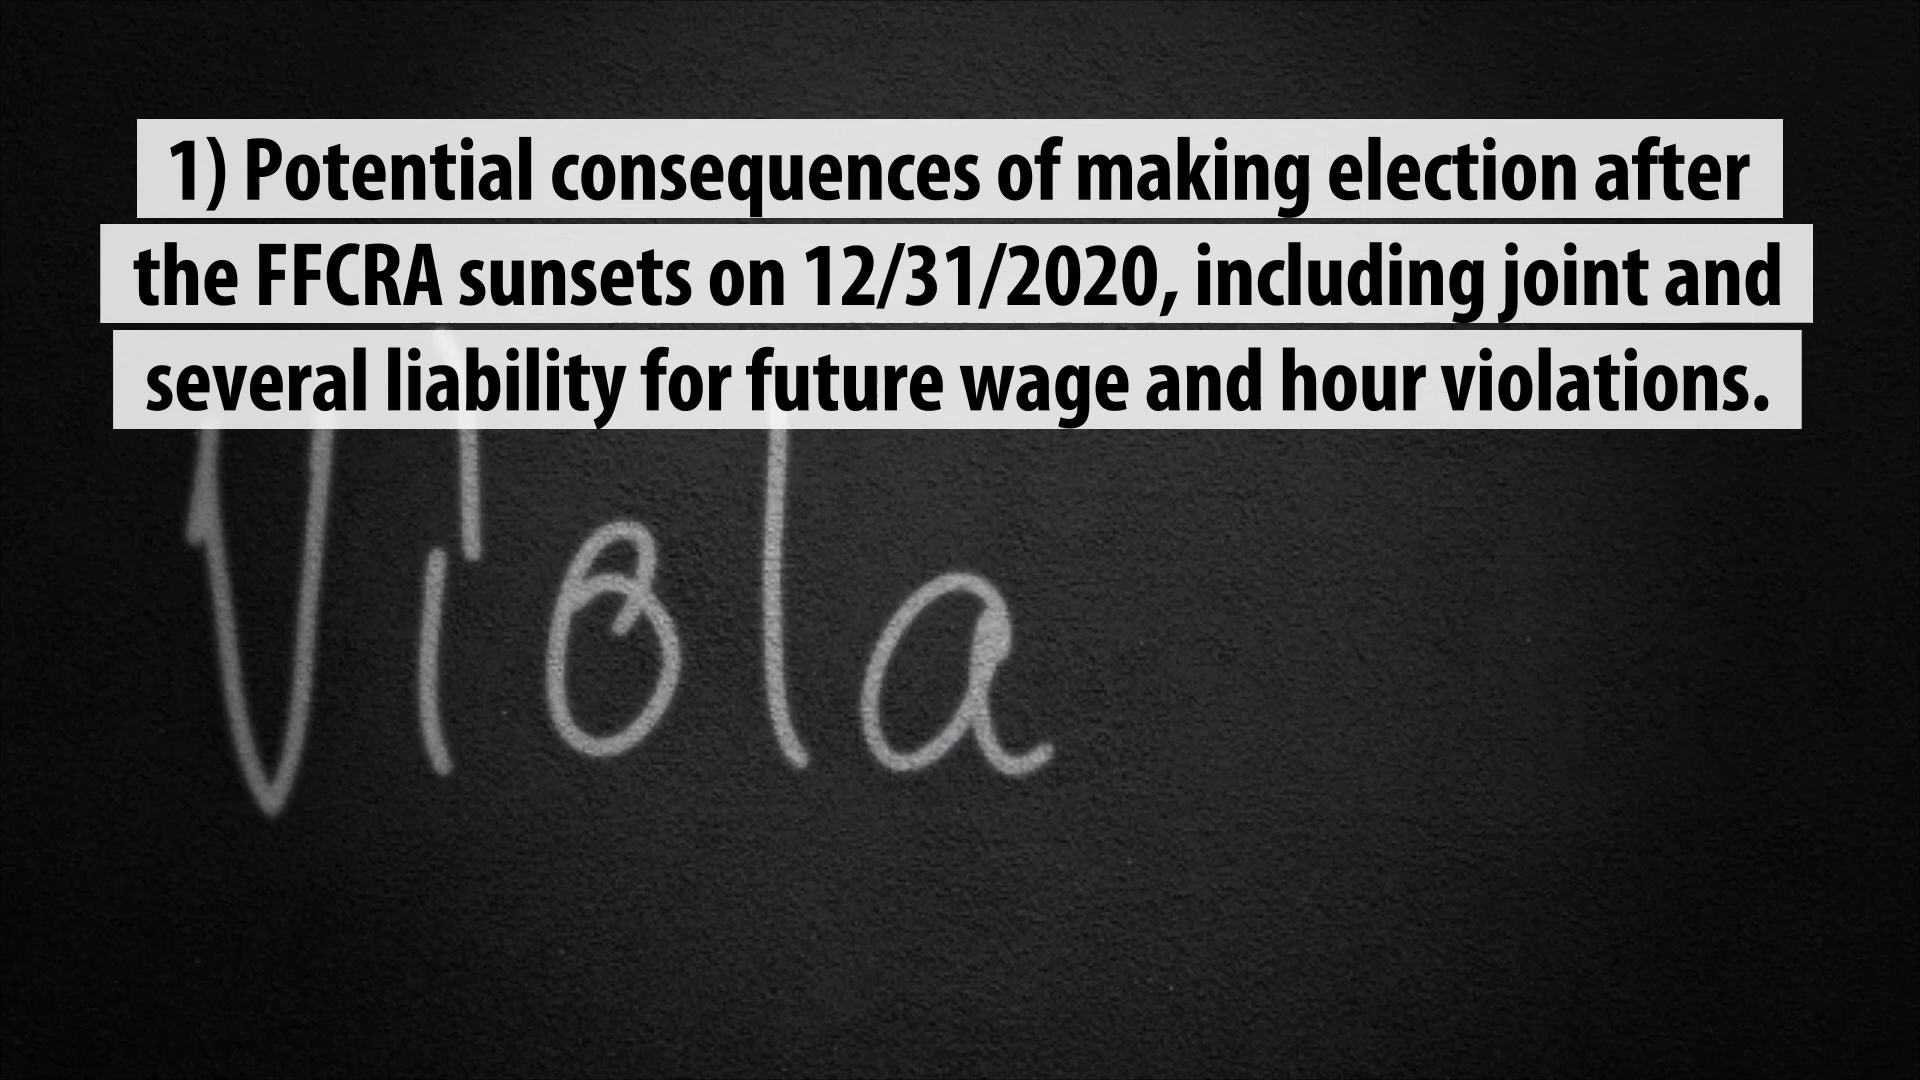 1) Potential consequences of making election after
the FFCRA sunsets on 12/31/2020, including joint and
several liability for future wage and hour violations.
Viola